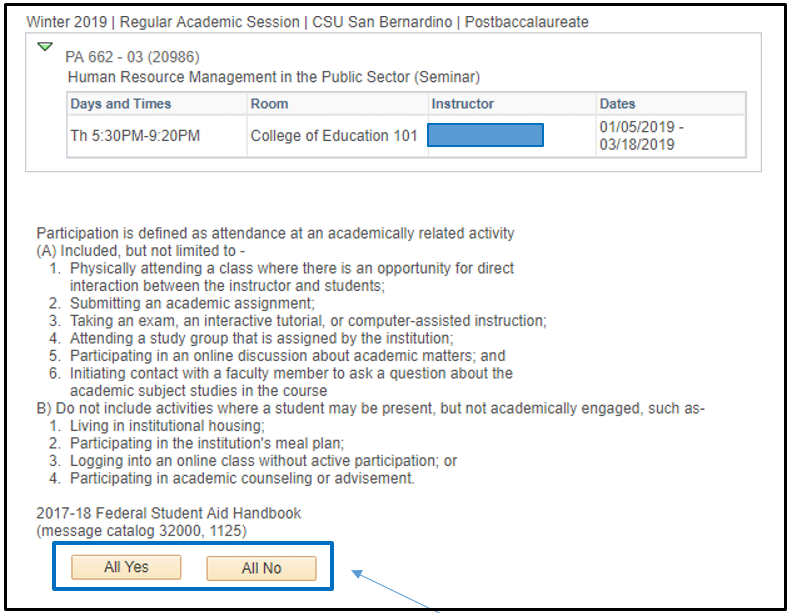 Winter 2019 | Regular Academic Session | CSU San Bernardino | Postbaccalaureate
PA 662 - 03 (20986)
Human Resource Management in the Public Sector (Seminar)
Days and Times Room Instructor Dates
Th 5:30PM-9:20PM College of Education 101 01/05/2019 -
03/18/2019
Participation is defined as attendance at an academically related activity
(A) Included, but not limited to -
1. Physically attending a class where there is an opportunity for direct
interaction between the instructor and students;
2. Submitting an academic assignment;
3. Taking an exam, an interactive tutorial, or computer-assisted instruction;
4. Attending a study group that is assigned by the institution;
5. Participating in an online discussion about academic matters; and
6. Initiating contact with a faculty member to ask a question about the
academic subject studies in the course
B) Do not include activities where a student may be present, but not academically engaged, such as-
1. Living in institutional housing;
2. Participating in the institution's meal plan;
3. Logging into an online class without active participation; or
4. Participating in academic counseling or advisement.
2017-18 Federal Student Aid Handbook
(message catalog 32000, 1125)
All Yes All No